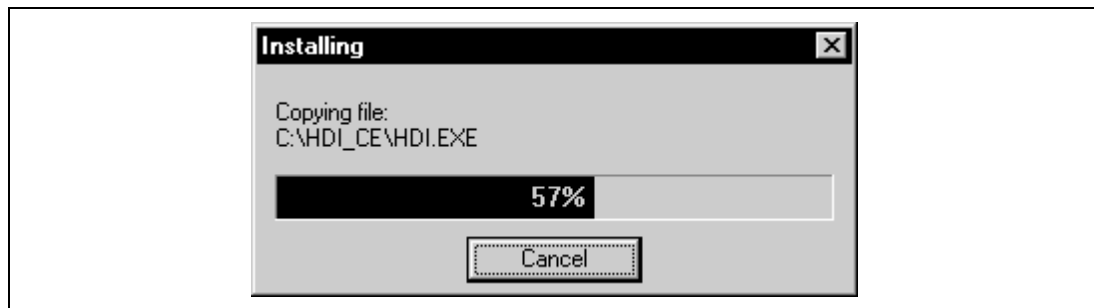 Installing
Copying file:
C:\HDI_CE\HDI.EXE
57%
Cancel